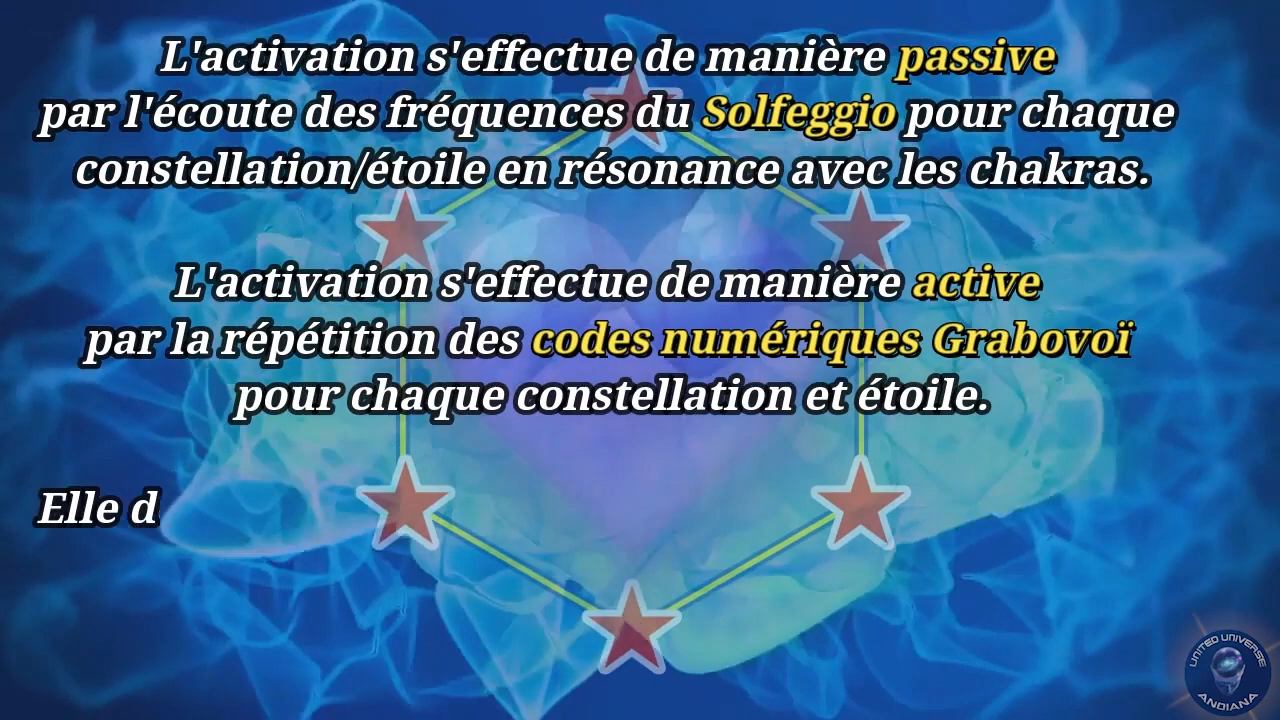 L'activation s'effectue de manière passive
par l'écoute des fréquences du Solfeggio pour chaque
constellation/étoile en résonance avec les chakras.
L'activation s'effectue de manière active
par la répétition des codes numériques Grabovoï
pour chaque constellation et étoile.
Elle d
UNITED UNIVERSE
ANDIANA